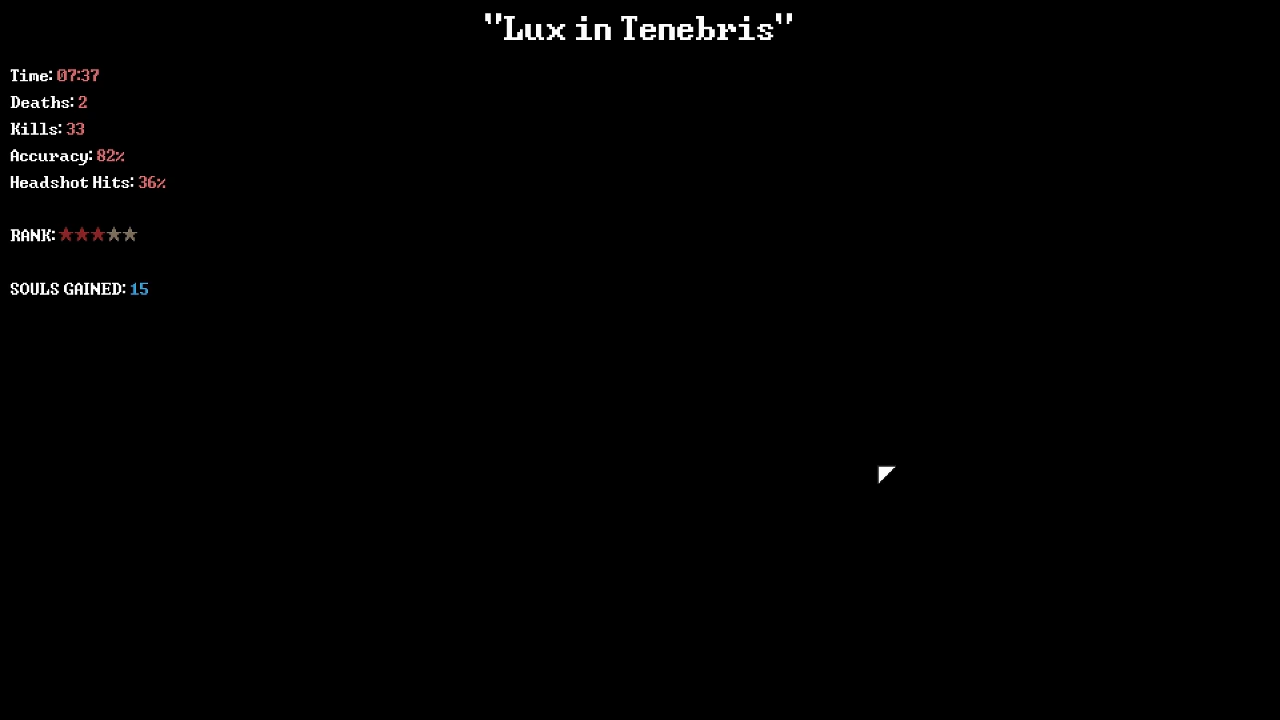 "Lux in Tenebris"
Time: 07:37
Deaths: 2
Kills: 33
Accuracy: 82%
Headshot Hits: 36%
RANK: ★★★★★
SOULS GAINED: 15